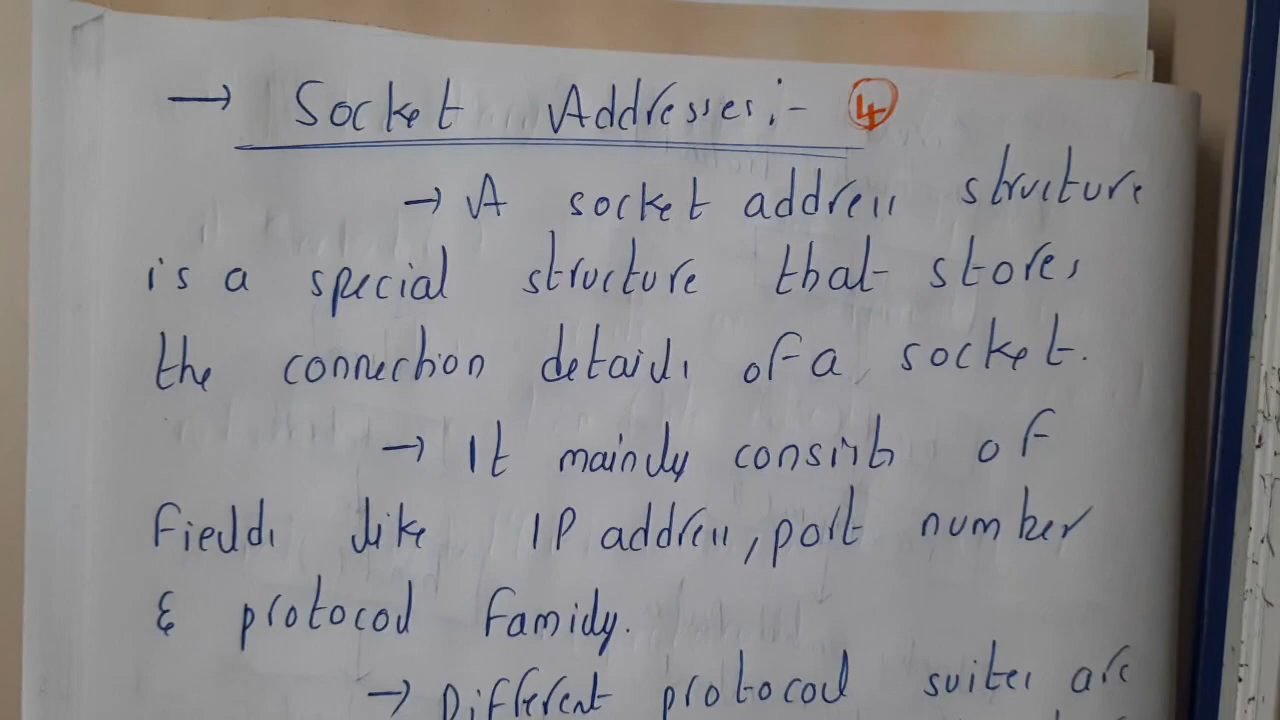 → Socket Addresses:- 4
→ A socket address structure
is a special structure that stores
the connection details of a socket.
→ It mainly consists of
fields like IP address, port number
& protocol family.
→ Different protocol suites are